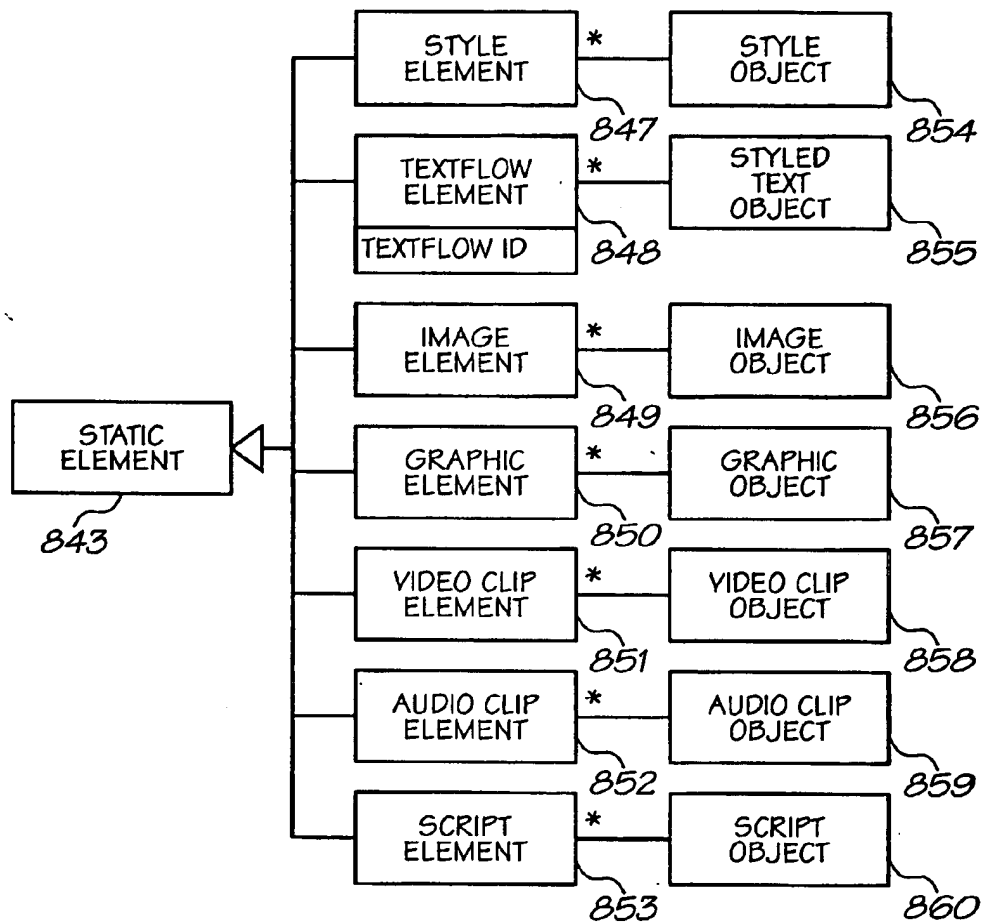 STYLE
ELEMENT
*
STYLE
OBJECT
847
854
TEXTFLOW
ELEMENT
*
STYLED
TEXT
OBJECT
TEXTFLOW ID
848
855
IMAGE
ELEMENT
*
IMAGE
OBJECT
849
856
STATIC
ELEMENT
843
GRAPHIC
ELEMENT
*
GRAPHIC
OBJECT
850
857
VIDEO CLIP
ELEMENT
*
VIDEO CLIP
OBJECT
851
858
AUDIO CLIP
ELEMENT
*
AUDIO CLIP
OBJECT
852
859
SCRIPT
ELEMENT
*
SCRIPT
OBJECT
853
860